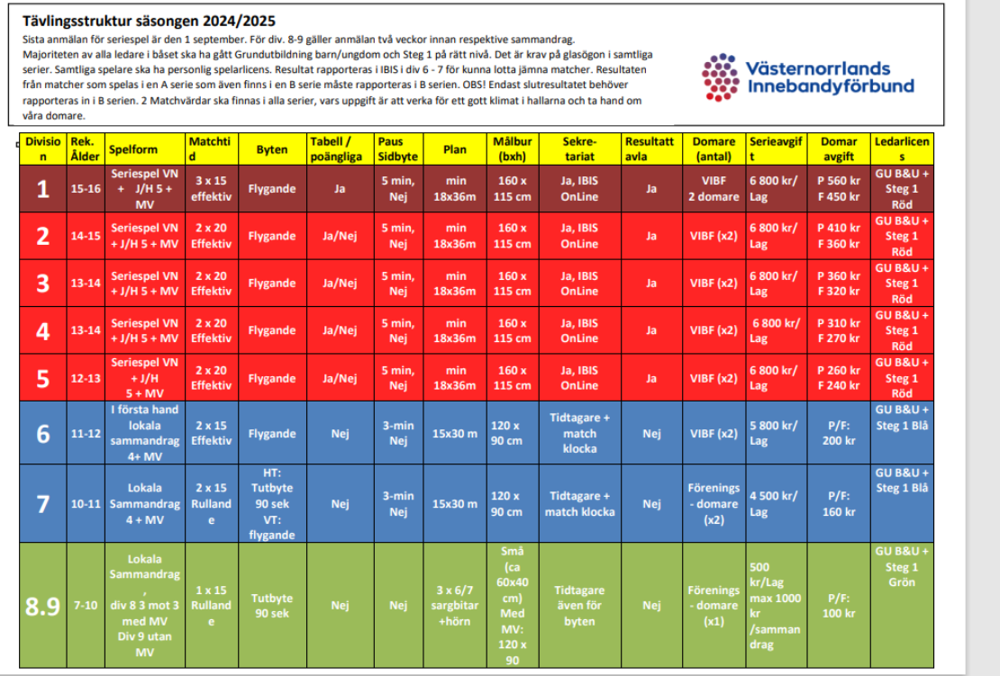 Tävlingsstruktur säsongen 2024/2025
Sista anmälan för seriespel är den 1 september. För div. 8-9 gäller anmälan två veckor innan respektive sammandrag.
Majoriteten av alla ledare i båset ska ha gått Grundutbildning barn/ungdom och Steg 1 på rätt nivå. Det är krav på glasögon i samtliga
serier. Samtliga spelare ska ha personlig spelarlicens. Resultat rapporteras i IBIS i div 6 - 7 för kunna lotta jämna matcher. Resultaten
från matcher som spelas i en A serie som även finns i en B serie måste rapporteras i B serien. OBS! Endast slutresultatet behöver
rapporteras in i B serien. 2 Matchvärdar ska finnas i alla serier, vars uppgift är att verka för ett gott klimat i hallarna och ta hand om
våra domare.
Västernorrlands
Innebandyförbund
Divisio
n
Rek.
Ålder
Spelform
Matchti
d
Byten
Tabell /
poängliga
Paus
Sidbyte
Plan
Målbur
(bxh)
Sekre-
tariat
Resultatt
avla
Domare
(antal)
Serieavgif
t
Domar
avgift
Ledarlicen
s
1
15-16
Seriespel VN
+ J/H 5 +
MV
3 x 15
effektiv
Flygande
Ja
5 min,
Nej
min
18x36m
160 x
115 cm
Ja, IBIS
OnLine
Ja
VIBF
2 domare
6 800 kr/
Lag
P 560 kr
F 450 kr
GU B&U +
Steg 1
Röd
2
14-15
Seriespel VN
+ J/H 5 + MV
2 x 20
Effektiv
Flygande
Ja/Nej
5 min,
Nej
min
18x36m
160 x
115 cm
Ja, IBIS
OnLine
Ja
VIBF (x2)
6 800 kr/
Lag
P 410 kr
F 360 kr
GU B&U +
Steg 1
Röd
3
13-14
Seriespel VN
+ J/H 5 + MV
2 x 20
Effektiv
Flygande
Ja/Nej
5 min,
Nej
min
18x36m
160 x
115 cm
Ja, IBIS
OnLine
Ja
VIBF (x2)
6 800 kr/
Lag
P 360 kr
F 320 kr
GU B&U +
Steg 1
Röd
4
13-14
Seriespel VN
+ J/H 5 + MV
2 x 20
Effektiv
Flygande
Ja/Nej
5 min,
Nej
min
18x36m
160 x
115 cm
Ja, IBIS
OnLine
Ja
VIBF (x2)
6 800 kr/
Lag
P 310 kr
F 270 kr
GU B&U +
Steg 1
Röd
5
12-13
Seriespel VN
+ J/H
5 + MV
2 x 20
Effektiv
Flygande
Ja/Nej
5 min,
Nej
min
18x36m
160 x
115 cm
Ja, IBIS
OnLine
Ja
VIBF (x2)
6 800 kr/
Lag
P 260 kr
F 240 kr
GU B&U +
Steg 1
Röd
6
11-12
I första hand
lokala
sammandrag
4+ MV
2 x 15
Effektiv
Flygande
Nej
3-min
Nej
15x30 m
120 x
90 cm
Tidtagare +
match
klocka
Nej
VIBF (x2)
5 800 kr/
Lag
P/F:
200 kr
GU B&U +
Steg 1 Blå
7
10-11
Lokala
Sammandrag
4 + MV
2 x 15
Rulland
e
HT:
Tutbyte
90 sek
VT:
flygande
Nej
3-min
Nej
15x30 m
120 x
90 cm
Tidtagare +
match klocka
Nej
Förenings
- domare
(x2)
4 500 kr/
Lag
P/F:
160 kr
GU B&U +
Steg 1 Blå
8.9
7-10
Lokala
Sammandrag
,
div 8 3 mot 3
med MV
Div 9 utan
MV
1 x 15
Rulland
e
Tutbyte
90 sek
Nej
Nej
3 x 6/7
sargbitar
+hörn
Små
(ca
60x40
cm)
Med
MV:
120 x
90
Tidtagare
även för
byten
Nej
Förenings
- domare
(x1)
500
kr/Lag
max 1000
kr
/samman
drag
P/F:
100 kr
GU B&U +
Steg 1
Grön